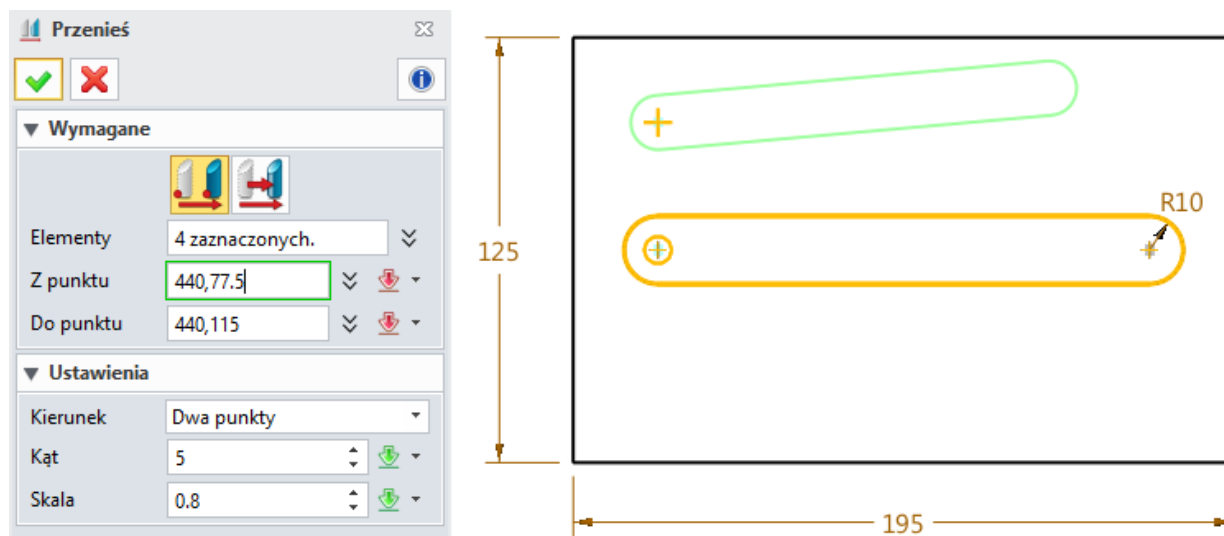 Przenieś
Wymagane
Elementy 4 zaznaczonych.
Z punktu 440,77.5
Do punktu 440,115
Ustawienia
Kierunek Dwa punkty
Kąt 5
Skala 0.8
R10
125
195